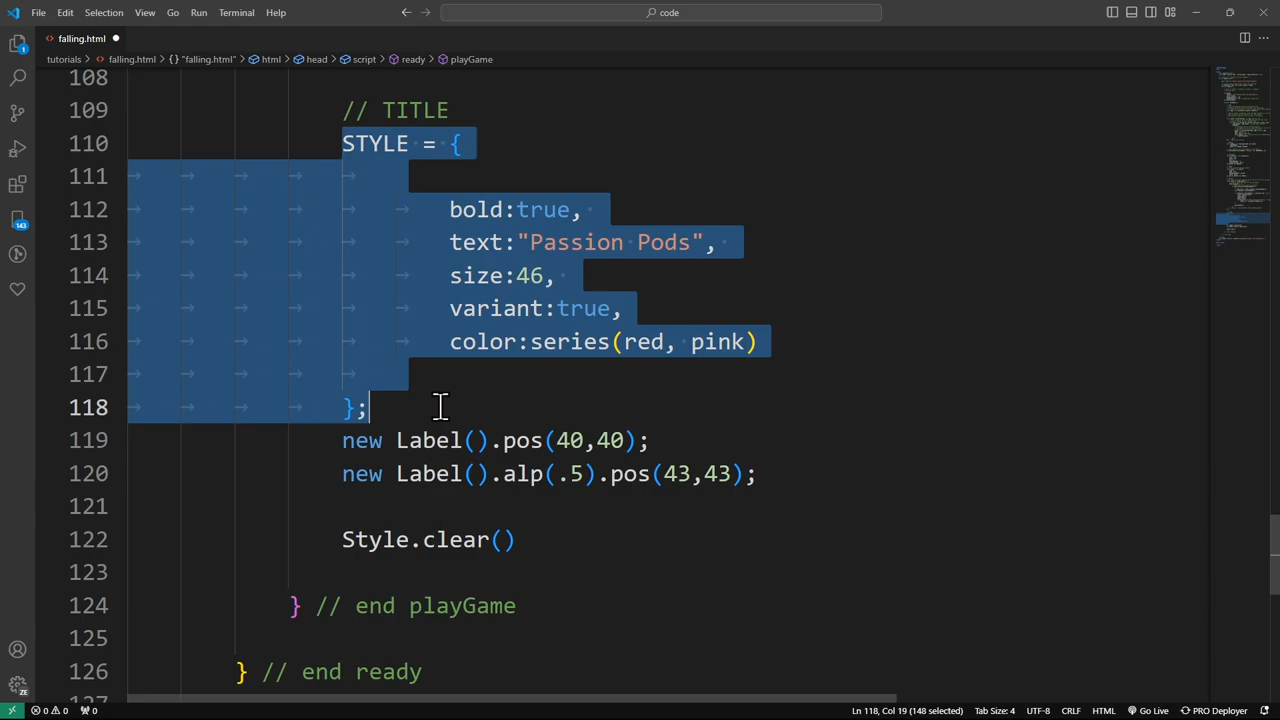 File Edit Selection View Go Run Terminal Help
code
falling.html
tutorials > falling.html > "falling.html" > html > head > script > ready > playGame
108
109 // TITLE
110 STYLE = {
111
112 bold:true,
113 text:"Passion Pods",
114 size:46,
115 variant:true,
116 color:series(red, pink)
117
118 };
119 new Label().pos(40,40);
120 new Label().alp(.5).pos(43,43);
121
122 Style.clear()
123
124 } // end playGame
125
126 } // end ready
127
1
143
ZE
0 0 0 Ln 118, Col 19 (148 selected) Tab Size: 4 UTF-8 CRLF HTML Go Live PRO Deployer